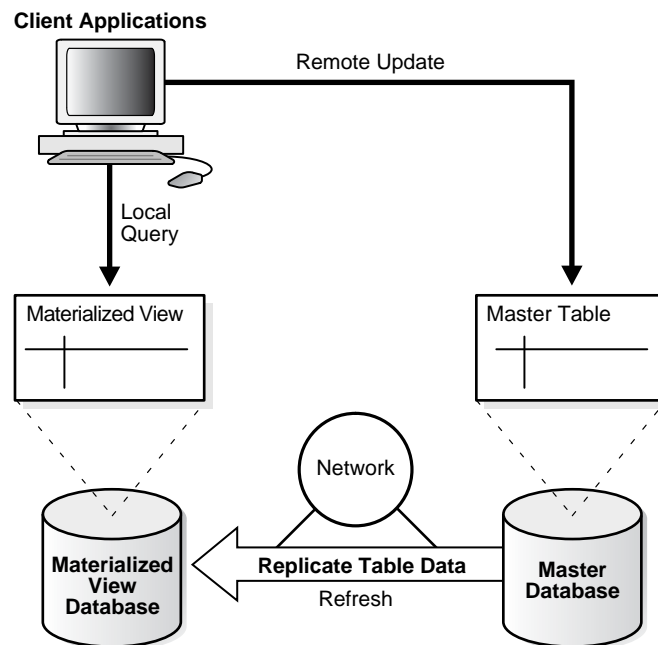 Client Applications
Remote Update
Local
Query
Materialized View
Master Table
Network
Materialized
View
Database
Replicate Table Data
Refresh
Master
Database